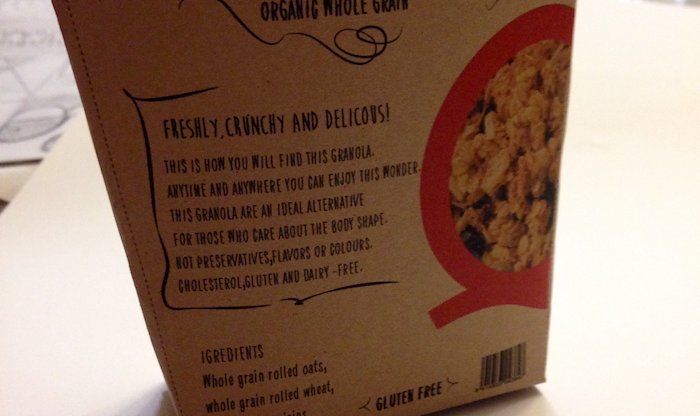 ORGANIC WHOLE GRAIN
FRESHLY,CRUNCHY AND DELICOUS!
THIS IS HOW YOU WILL FIND THIS GRANOLA.
ANYTIME AND ANYWHERE YOU CAN ENJOY THIS WONDER.
THIS GRANOLA ARE AN IDEAL ALTERNATIVE
FOR THOSE WHO CARE ABOUT THE BODY SHAPE.
NOT PRESERVATIVES,FLAVORS OR COLOURS.
CHOLESTEROL,GLUTEN AND DAIRY -FREE.
IGREDIENTS
Whole grain rolled oats,
whole grain rolled wheat,
GLUTEN FREE